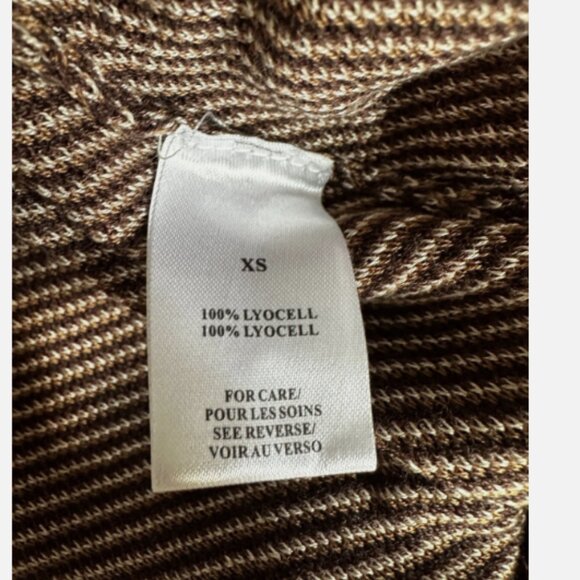 XS
100% LYOCELL
100% LYOCELL
FOR CARE/
POUR LES SOINS
SEE REVERSE/
VOIR AU VERSO